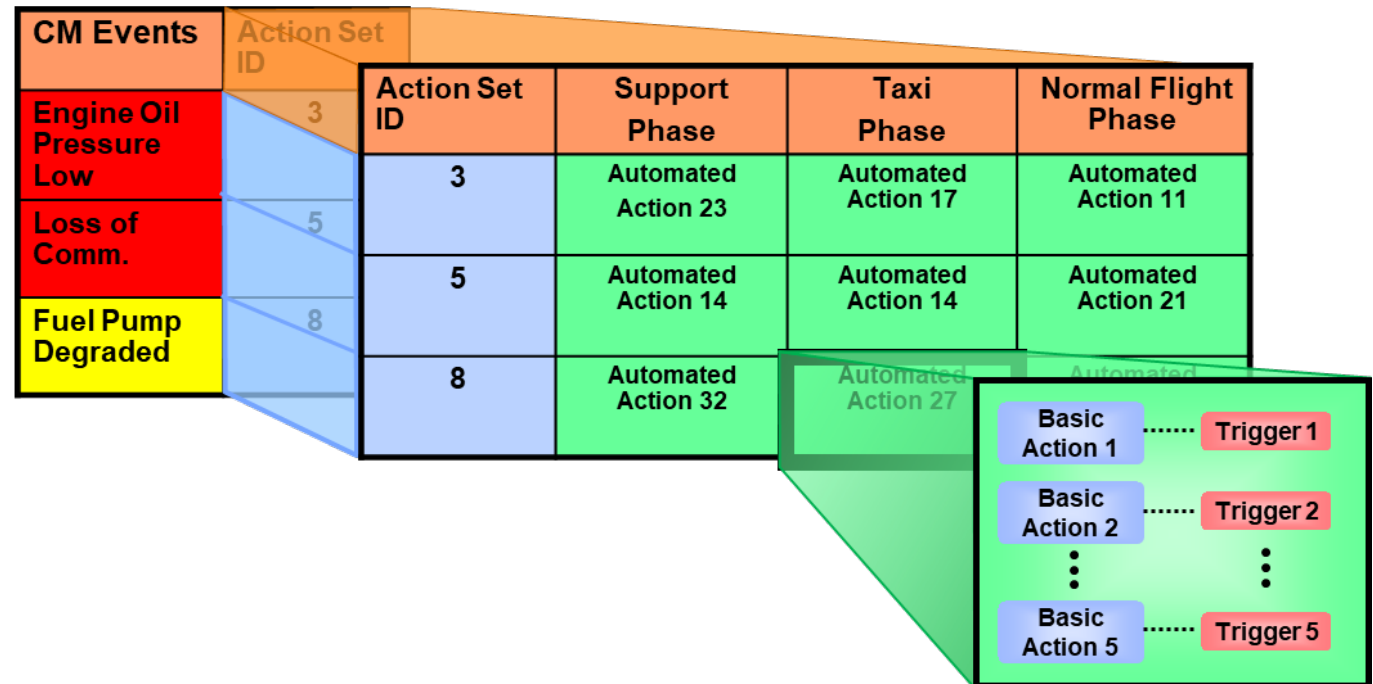 CM Events
Action Set
ID
Engine Oil
Pressure
Low
3
Loss of
Comm.
5
Fuel Pump
Degraded
8
Action Set
ID
Support
Phase
Taxi
Phase
Normal Flight
Phase
3
Automated
Action 23
Automated
Action 17
Automated
Action 11
5
Automated
Action 14
Automated
Action 14
Automated
Action 21
8
Automated
Action 32
Automated
Action 27
Automated
Basic
Action 1
Trigger 1
Basic
Action 2
Trigger 2
Basic
Action 5
Trigger 5